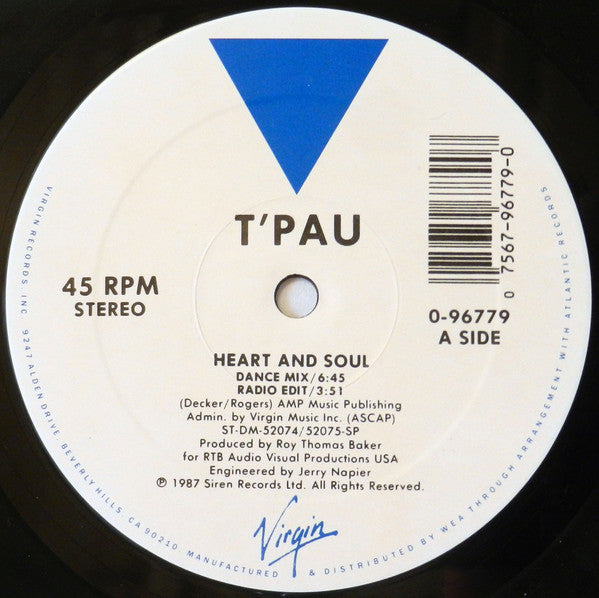 T'PAU
45 RPM
STEREO
0 7567-96779-0
0-96779
A SIDE
HEART AND SOUL
DANCE MIX/6:45
RADIO EDIT/3:51
(Decker/Rogers) AMP Music Publishing
Admin. by Virgin Music Inc. (ASCAP)
ST-DM-52074/52075-SP
Produced by Roy Thomas Baker
for RTB Audio Visual Productions USA
Engineered by Jerry Napier
℗ 1987 Siren Records Ltd. All Rights Reserved.
Virgin
VIRGIN RECORDS, INC. 9247 ALDEN DRIVE, BEVERLY HILLS, CA 90210 MANUFACTURED & DISTRIBUTED BY WEA THROUGH ARRANGEMENT WITH ATLANTIC RECORDS